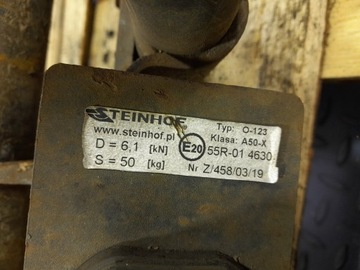 STEINHOF Typ: O-123
www.steinhof.pl Klasa: A50-X
D = 6,1 [kN] E20 55R-01 4630
S = 50 [kg] Nr Z/458/03/19